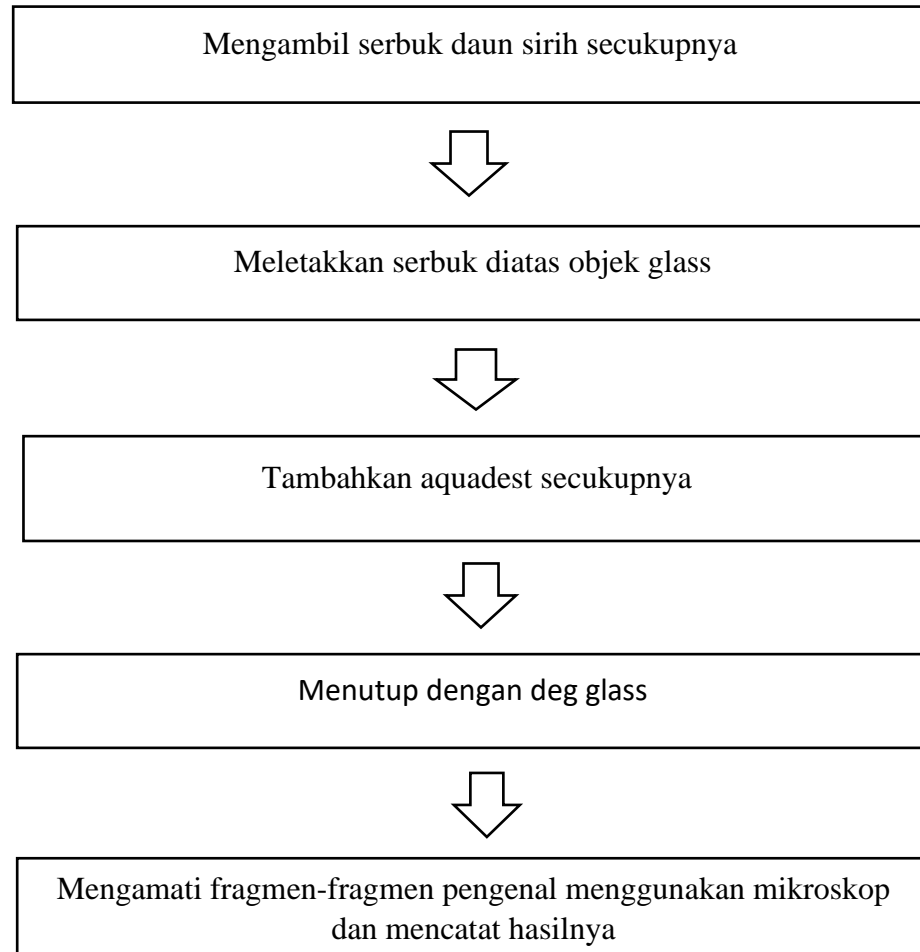 Mengambil serbuk daun sirih secukupnya
Meletakkan serbuk diatas objek glass
Tambahkan aquadest secukupnya
Menutup dengan deg glass
Mengamati fragmen-fragmen pengenal menggunakan mikroskop
dan mencatat hasilnya